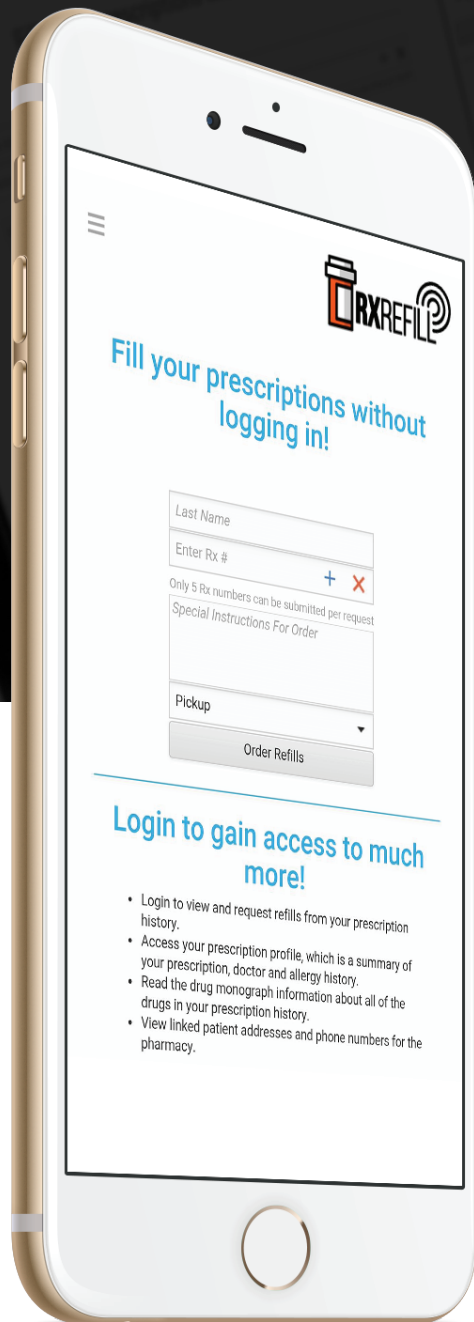 RXREFILL
Fill your prescriptions without
logging in!
Last Name
Enter Rx #
Only 5 Rx numbers can be submitted per request
Special Instructions For Order
Pickup
Order Refills
Login to gain access to much
more!
• Login to view and request refills from your prescription
history.
• Access your prescription profile, which is a summary of
your prescription, doctor and allergy history.
• Read the drug monograph information about all of the
drugs in your prescription history.
• View linked patient addresses and phone numbers for the
pharmacy.